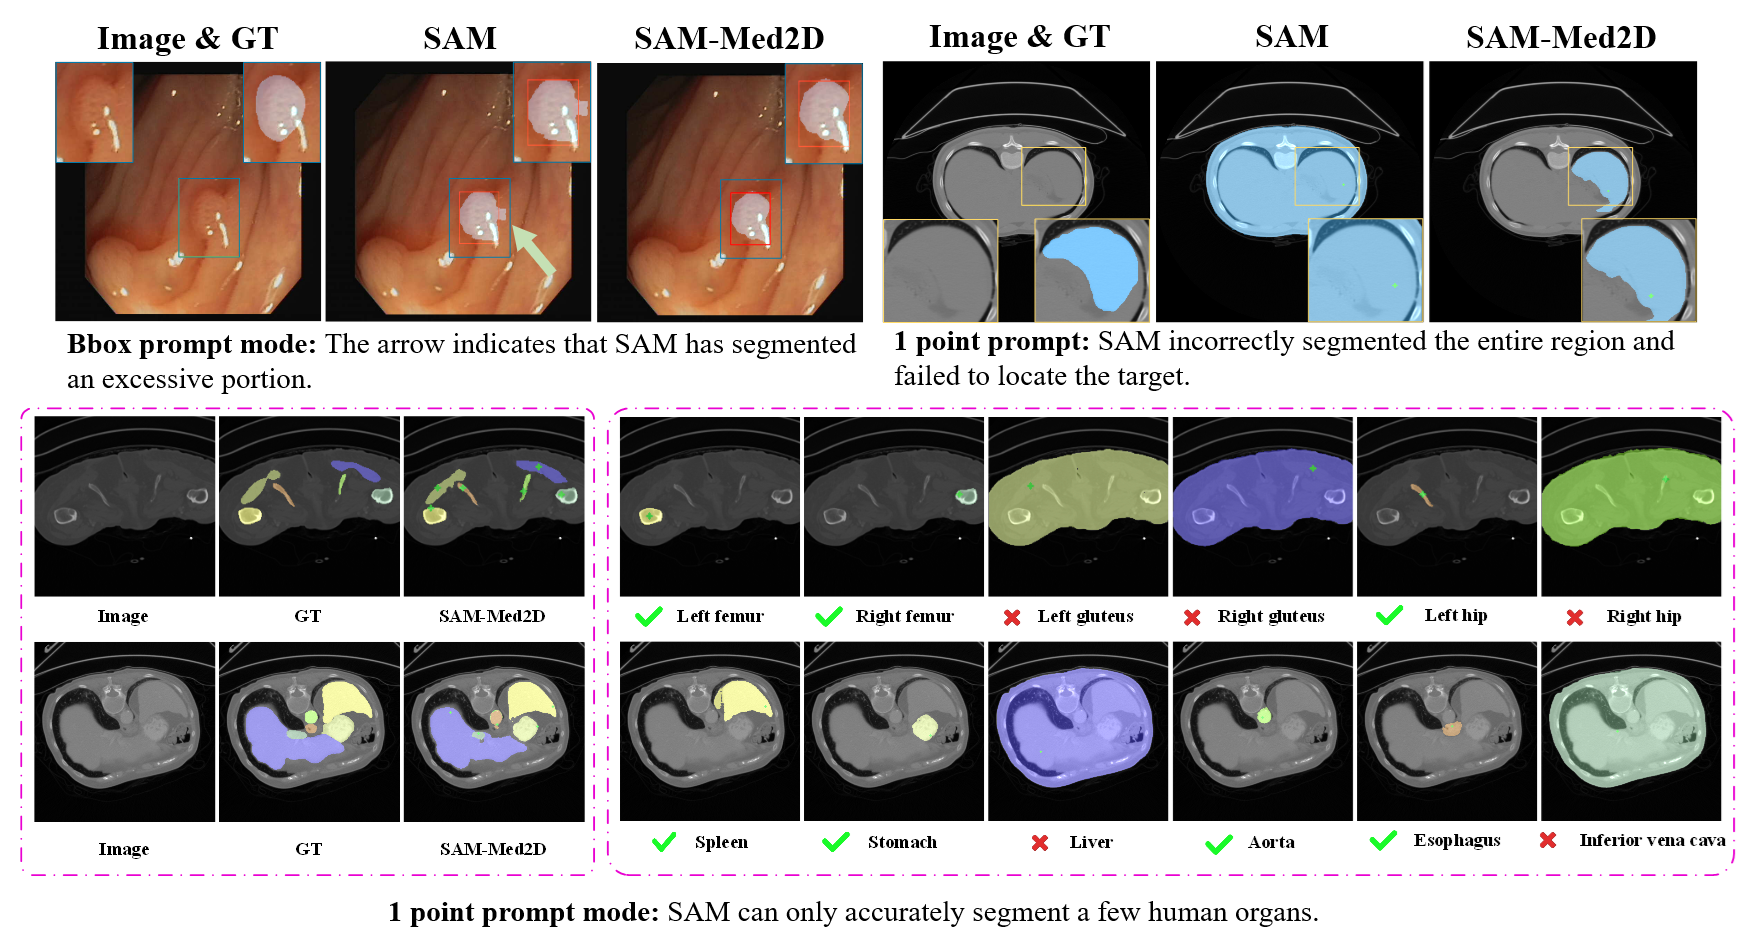 Image & GT
SAM
SAM-Med2D
Image & GT
SAM
SAM-Med2D
Bbox prompt mode: The arrow indicates that SAM has segmented
an excessive portion.
1 point prompt: SAM incorrectly segmented the entire region and
failed to locate the target.
Image
GT
SAM-Med2D
Left femur
Right femur
Left gluteus
Right gluteus
Left hip
Right hip
Image
GT
SAM-Med2D
Spleen
Stomach
Liver
Aorta
Esophagus
Inferior vena cava
1 point prompt mode: SAM can only accurately segment a few human organs.